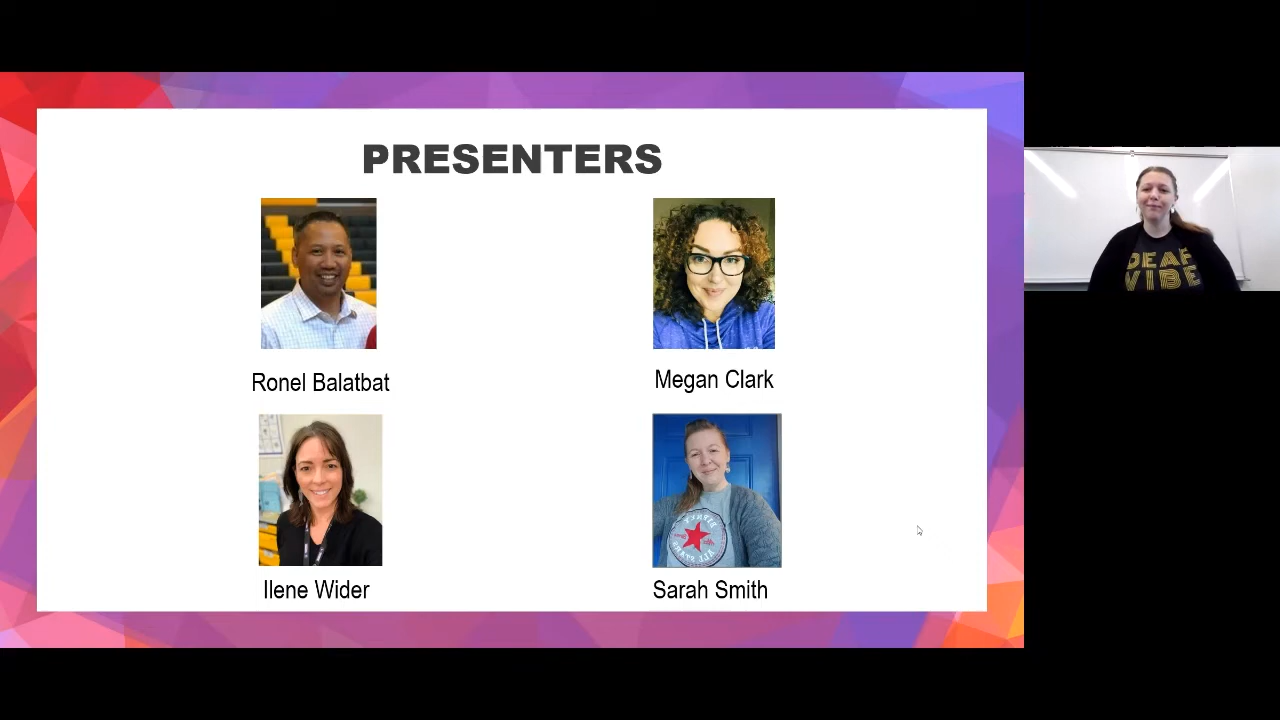 PRESENTERS
Ronel Balatbat
Megan Clark
Ilene Wider
Sarah Smith
DEAF
VIBE